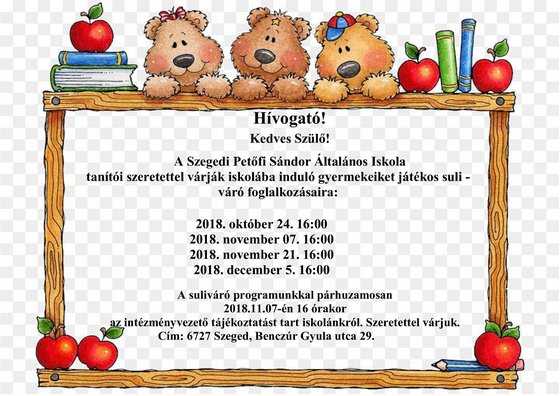 Hívogató!
Kedves Szülő!
A Szegedi Petőfi Sándor Általános Iskola
tanítói szeretettel várják iskolába induló gyermekeiket játékos suli -
váró foglalkozásaira:
2018. október 24. 16:00
2018. november 07. 16:00
2018. november 21. 16:00
2018. december 5. 16:00
A suliváró programunkkal párhuzamosan
2018.11.07-én 16 órakor
az intézményvezető tájékoztatást tart iskolánkról. Szeretettel várjuk.
Cím: 6727 Szeged, Benczúr Gyula utca 29.